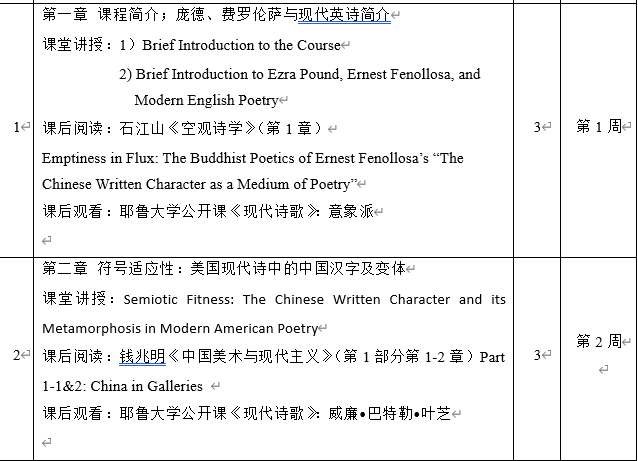 第一章 课程简介；庞德、费罗伦萨与现代英诗简介
课堂讲授：1）Brief Introduction to the Course
2) Brief Introduction to Ezra Pound, Ernest Fenollosa, and
Modern English Poetry
1
课后阅读：石江山《空观诗学》（第 1 章）
3
第 1 周
Emptiness in Flux: The Buddhist Poetics of Ernest Fenollosa’s “The
Chinese Written Character as a Medium of Poetry”
课后观看：耶鲁大学公开课《现代诗歌》：意象派
第二章 符号适应性：美国现代诗中的中国汉字及变体
课堂讲授：Semiotic Fitness: The Chinese Written Character and its
Metamorphosis in Modern American Poetry
2
课后阅读：钱兆明《中国美术与现代主义》（第 1 部分第 1-2 章）Part
3
第 2 周
1-1&2: China in Galleries
课后观看：耶鲁大学公开课《现代诗歌》：威廉•巴特勒•叶芝